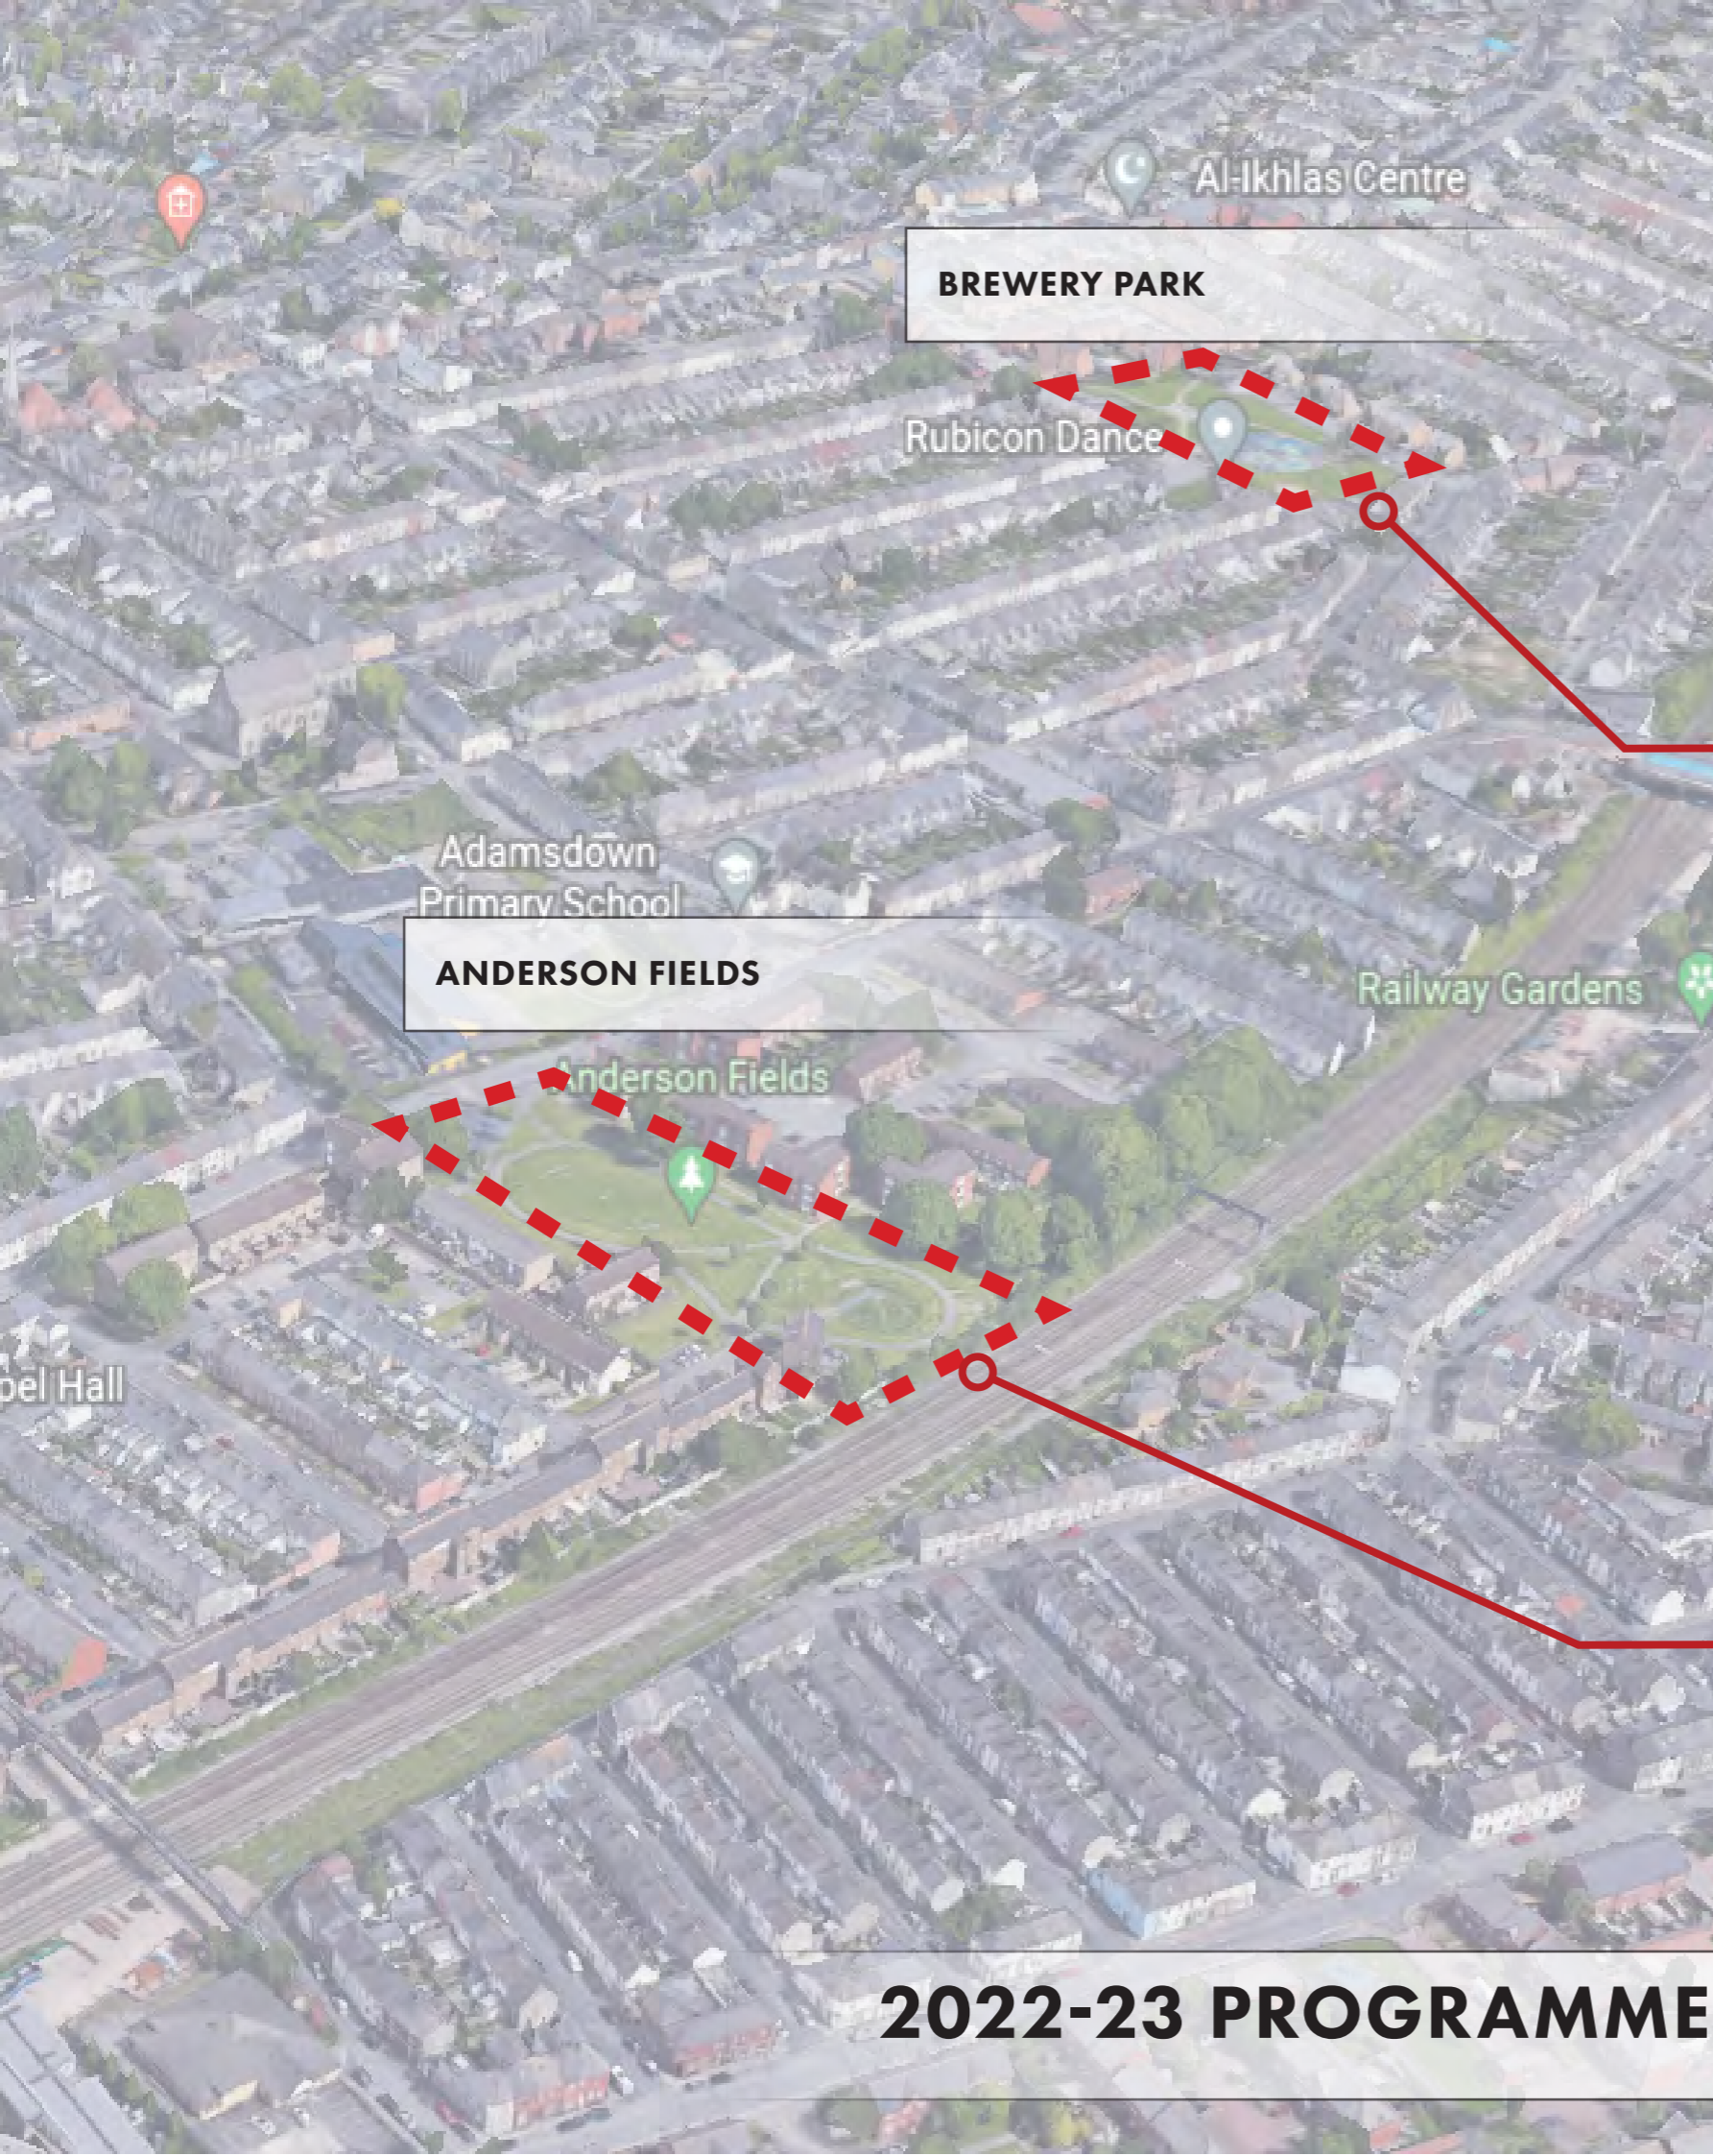 Al-Ikhlas Centre
BREWERY PARK
Rubicon Dance
Adamsdown
Primary School
ANDERSON FIELDS
Railway Gardens
Anderson Fields
Hall
2022-23 PROGRAMME